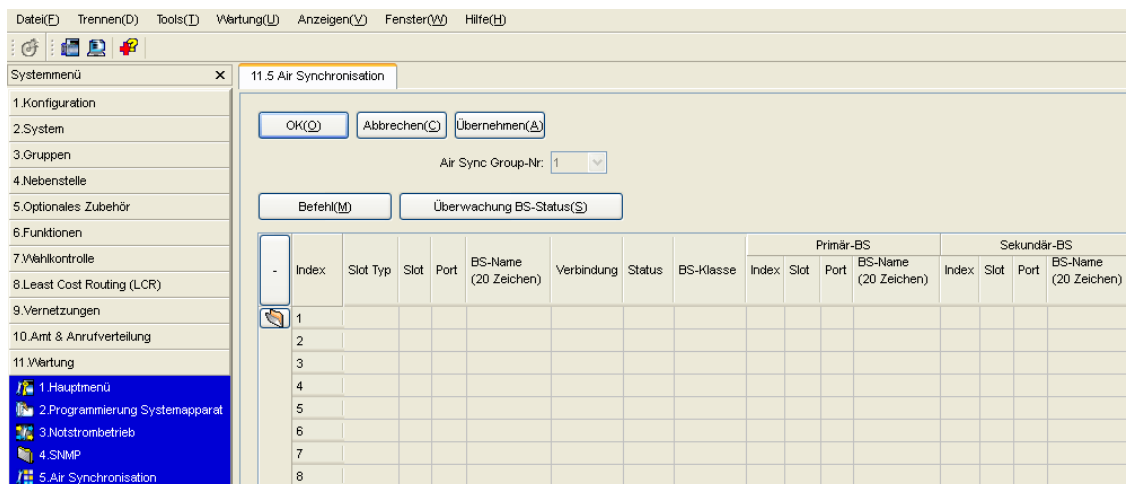 Datei(F) Trennen(D) Tools(T) Wartung(U) Anzeigen(V) Fenster(W) Hilfe(H)
Systemmenü x
11.5 Air Synchronisation
1.Konfiguration
2.System
3.Gruppen
4.Nebenstelle
5.Optionales Zubehör
6.Funktionen
7.Wahlkontrolle
8.Least Cost Routing (LCR)
9.Vernetzungen
10.Amt & Anrufverteilung
11.Wartung
1.Hauptmenü
2.Programmierung Systemapparat
3.Notstrombetrieb
4.SNMP
5.Air Synchronisation
OK(O) Abbrechen(C) Übernehmen(A)
Air Sync Group-Nr: 1
Befehl(M) Überwachung BS-Status(S)
Primär-BS Sekundär-BS
- Index Slot Typ Slot Port BS-Name (20 Zeichen) Verbindung Status BS-Klasse Index Slot Port BS-Name (20 Zeichen) Index Slot Port BS-Name (20 Zeichen)
1
2
3
4
5
6
7
8